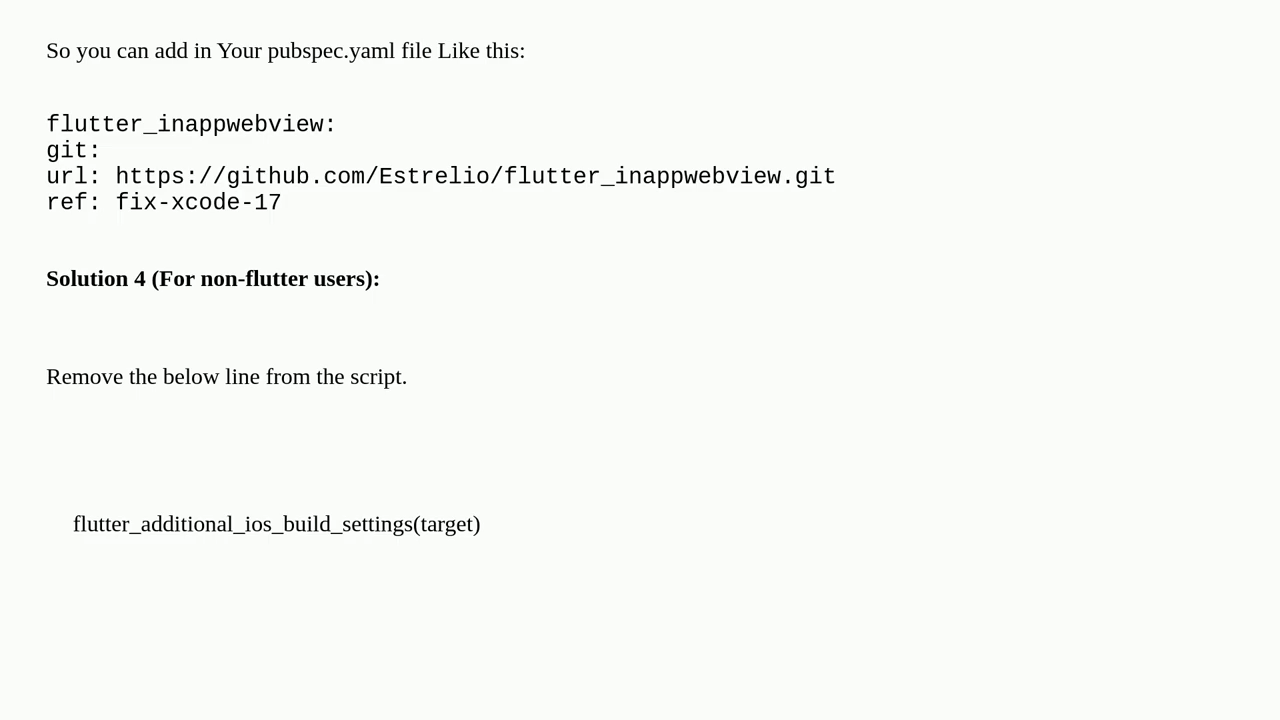 So you can add in Your pubspec.yaml file Like this:
flutter_inappwebview:
git:
url: https://github.com/Estrelio/flutter_inappwebview.git
ref: fix-xcode-17
Solution 4 (For non-flutter users):
Remove the below line from the script.
flutter_additional_ios_build_settings(target)